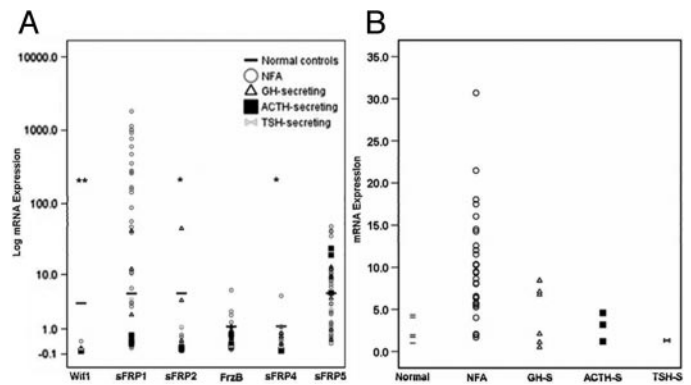 A
Log mRNA Expression
10000.0
1000.0
100.0
10.0
1.0
-0.1
Normal controls
NFA
GH-secreting
ACTH-secreting
TSH-secreting
**
*
*
Wif1 sFRP1 sFRP2 FrzB sFRP4 sFRP5
B
mRNA Expression
35.0
30.0
25.0
20.0
15.0
10.0
5.0
0.0
Normal NFA GH-S ACTH-S TSH-S